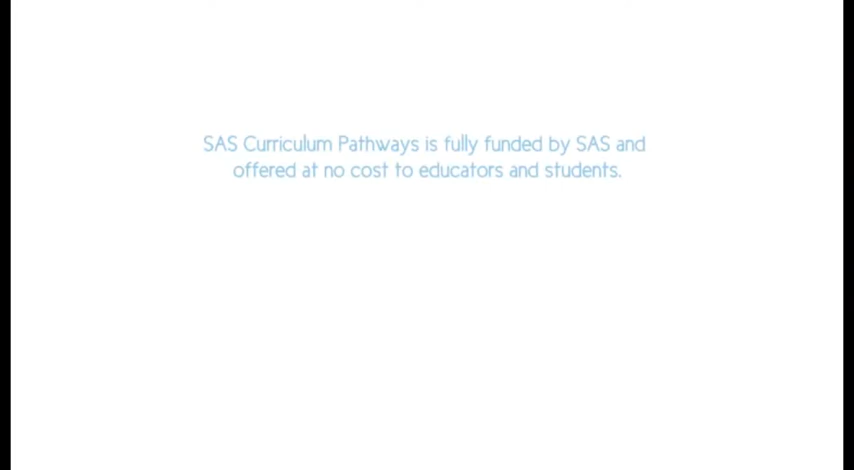 SAS Curriculum Pathways is fully funded by SAS and
offered at no cost to educators and students.